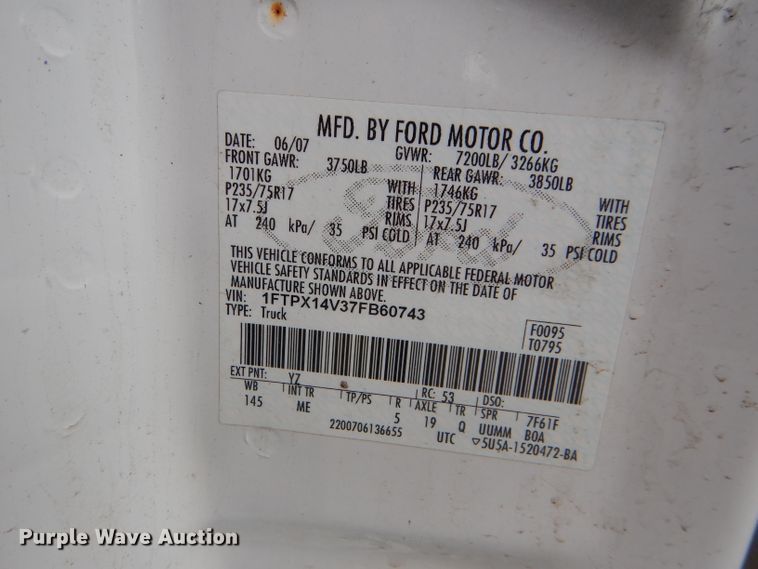 MFD. BY FORD MOTOR CO.
DATE: 06/07 GVWR: 7200LB/ 3266KG
FRONT GAWR: 3750LB REAR GAWR: 3850LB
1701KG WITH 1746KG WITH
P235/75R17 TIRES P235/75R17 TIRES
17x7.5J RIMS 17x7.5J RIMS
AT 240 kPa/ 35 PSI COLD AT 240 kPa/ 35 PSI COLD
Ford
THIS VEHICLE CONFORMS TO ALL APPLICABLE FEDERAL MOTOR
VEHICLE SAFETY STANDARDS IN EFFECT ON THE DATE OF
MANUFACTURE SHOWN ABOVE.
VIN: 1FTPX14V37FB60743
TYPE: Truck
F0095
T0795
EXT PNT: YZ RC: 53 DSO:
WB INT TR TP/PS R AXLE TR SPR 7F61F
145 ME 5 19 Q UUMM BOA
2200706136655 UTC ▽5U5A-1520472-BA
Purple Wave Auction